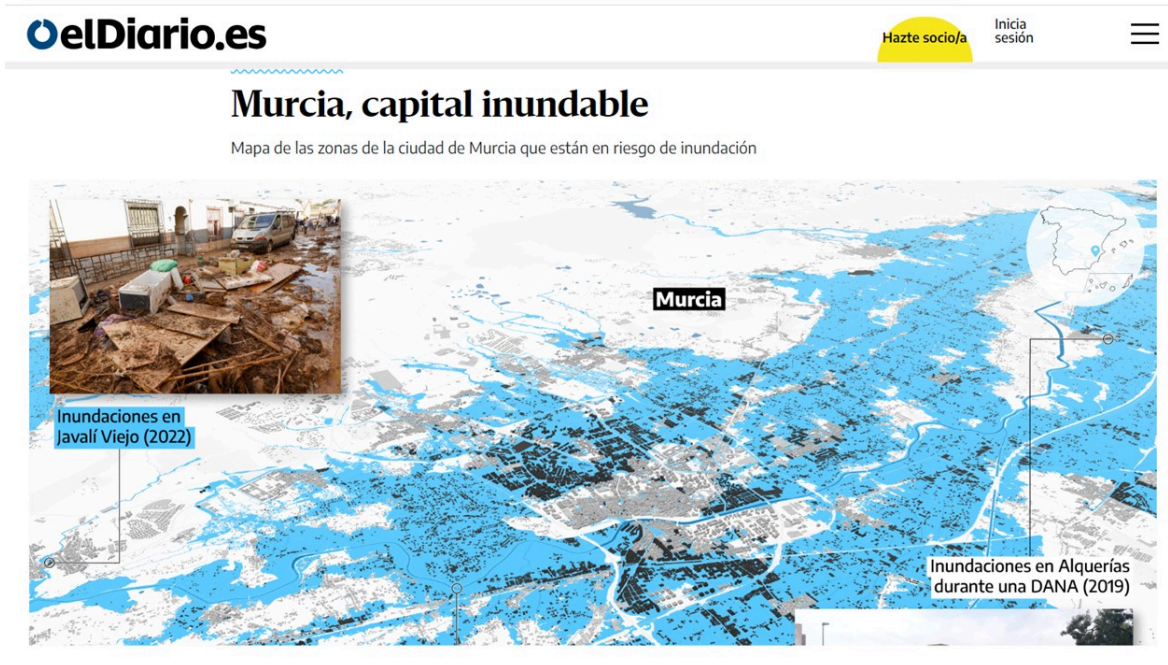 elDiario.es
Hazte socio/a
Inicia
sesión
Murcia, capital inundable
Mapa de las zonas de la ciudad de Murcia que están en riesgo de inundación
Murcia
Inundaciones en
Javalí Viejo (2022)
Inundaciones en Alquerías
durante una DANA (2019)